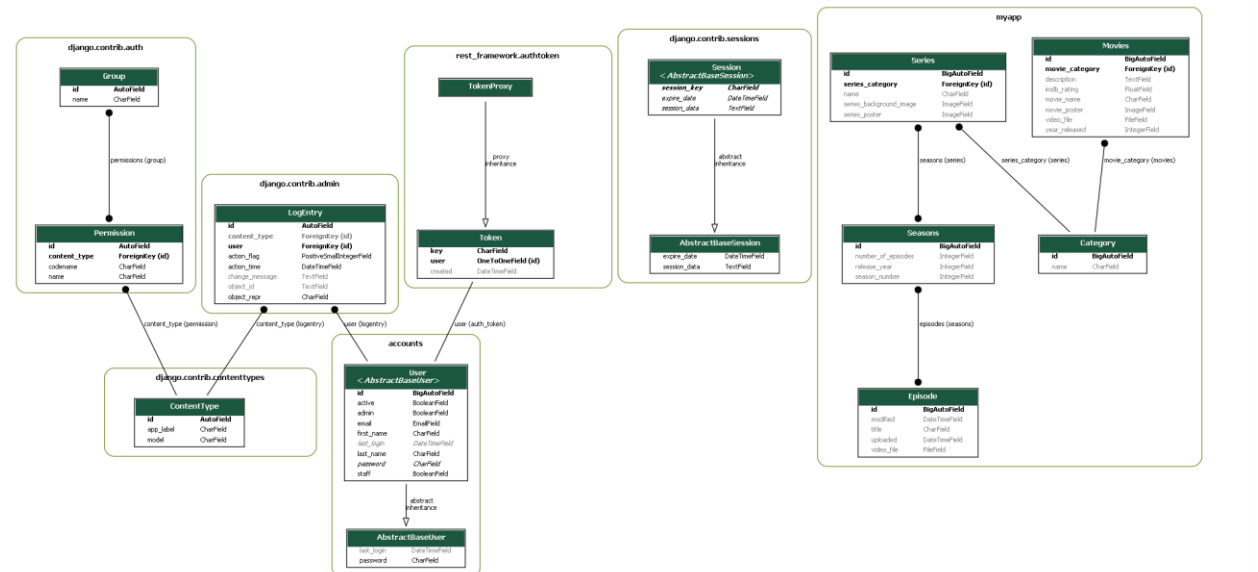 django.contrib.auth
Group
id AutoField
name CharField
permissions (group)
Permission
id AutoField
content_type ForeignKey (id)
codename CharField
name CharField
content_type (permission)
django.contrib.admin
LogEntry
id AutoField
content_type ForeignKey (id)
user ForeignKey (id)
action_flag PositiveSmallIntegerField
action_time DateTimeField
change_message TextField
object_id TextField
object_repr CharField
content_type (logentry)
user (logentry)
django.contrib.contenttypes
ContentType
id AutoField
app_label CharField
model CharField
rest_framework.authtoken
TokenProxy
proxy
inheritance
Token
key CharField
user OneToOneField (id)
created DateTimeField
user (auth_token)
accounts
User
<AbstractBaseUser>
id BigAutoField
active BooleanField
admin BooleanField
email EmailField
first_name CharField
last_login DateTimeField
last_name CharField
password CharField
staff BooleanField
abstract
inheritance
AbstractBaseUser
last_login DateTimeField
password CharField
django.contrib.sessions
Session
<AbstractBaseSession>
session_key CharField
expire_date DateTimeField
session_data TextField
abstract
inheritance
AbstractBaseSession
expire_date DateTimeField
session_data TextField
myapp
Series
id BigAutoField
series_category ForeignKey (id)
name CharField
series_background_image ImageField
series_poster ImageField
Movies
id BigAutoField
movie_category ForeignKey (id)
description TextField
imdb_rating FloatField
movie_name CharField
movie_poster ImageField
video_file FileField
year_released IntegerField
seasons (series)
series_category (series)
movie_category (movies)
Seasons
id BigAutoField
number_of_episodes IntegerField
release_year IntegerField
season_number IntegerField
Category
id BigAutoField
name CharField
episodes (seasons)
Episode
id BigAutoField
modified DateTimeField
title CharField
uploaded DateTimeField
video_file FileField